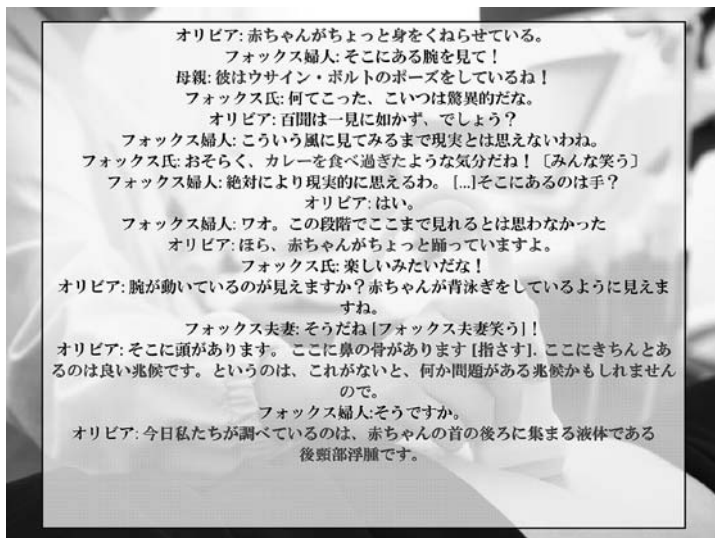 オリビア: 赤ちゃんがちょっと身をくねらせている。
フォックス婦人: そこにある腕を見て！
母親: 彼はウサイン・ボルトのポーズをしているね！
フォックス氏: 何てこった、こいつは驚異的だな。
オリビア: 百聞は一見に如かず、でしょう？
フォックス婦人: こういう風に見てみるまで現実とは思えないわね。
フォックス氏: おそらく、カレーを食べ過ぎたような気分だね！〔みんな笑う〕
フォックス婦人: 絶対により現実的に思えるわ。 [...]そこにあるのは手？
オリビア: はい。
フォックス婦人: ワオ。この段階でここまで見れるとは思わなかった
オリビア: ほら、赤ちゃんがちょっと踊っていますよ。
フォックス氏: 楽しいみたいだな！
オリビア: 腕が動いているのが見えますか？赤ちゃんが背泳ぎをしているように見えま
すね。
フォックス夫妻: そうだね [フォックス夫妻笑う]！
オリビア: そこに頭があります。 ここに鼻の骨があります [指さす]. ここにきちんとあ
るのは良い兆候です。というのは、これがないと、何か問題がある兆候かもしれません
ので。
フォックス婦人:そうですか。
オリビア: 今日私たちが調べているのは、赤ちゃんの首の後ろに集まる液体である
後頸部浮腫です。